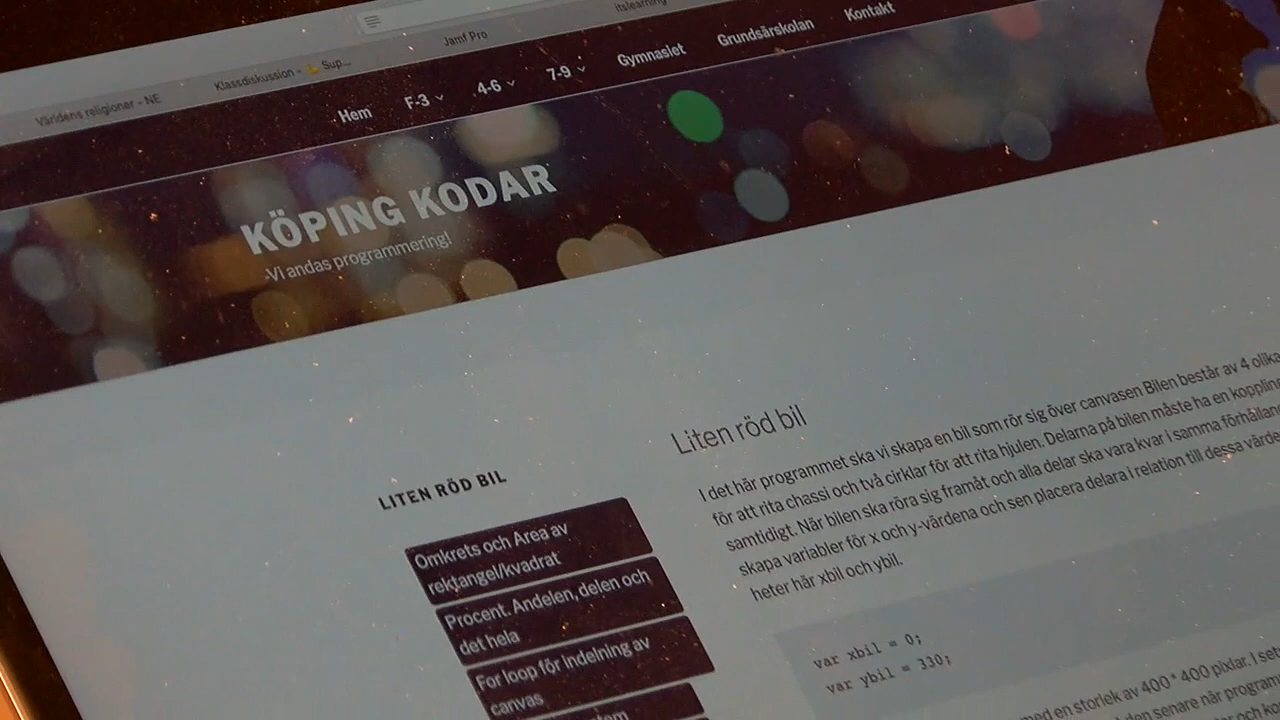 itslearning
Jamf Pro
Klassdiskussion - 💪 Sup...
Världens religioner - NE
Hem F-3 4-6 7-9 Gymnasiet Grundsärskolan Kontakt
KÖPING KODAR
-Vi andas programmering!
LITEN RÖD BIL
Omkrets och Area av
rektangel/kvadrat
Procent. Andelen, delen och
det hela
For loop för Indelning av
canvas
Liten röd bil
I det här programmet ska vi skapa en bil som rör sig över canvasen Bilen består av 4 olika
för att rita chassi och två cirklar för att rita hjulen. Delarna på bilen måste ha en koppling
samtidigt. När bilen ska röra sig framåt och alla delar ska vara kvar i samma
skapa variabler för x och y-värdena och sen placera delara i relation till dessa
heter här xbil och ybil.
var xbil = 0;
var ybil = 330;
med en storlek av 400 * 400 pixlar. I
senare när